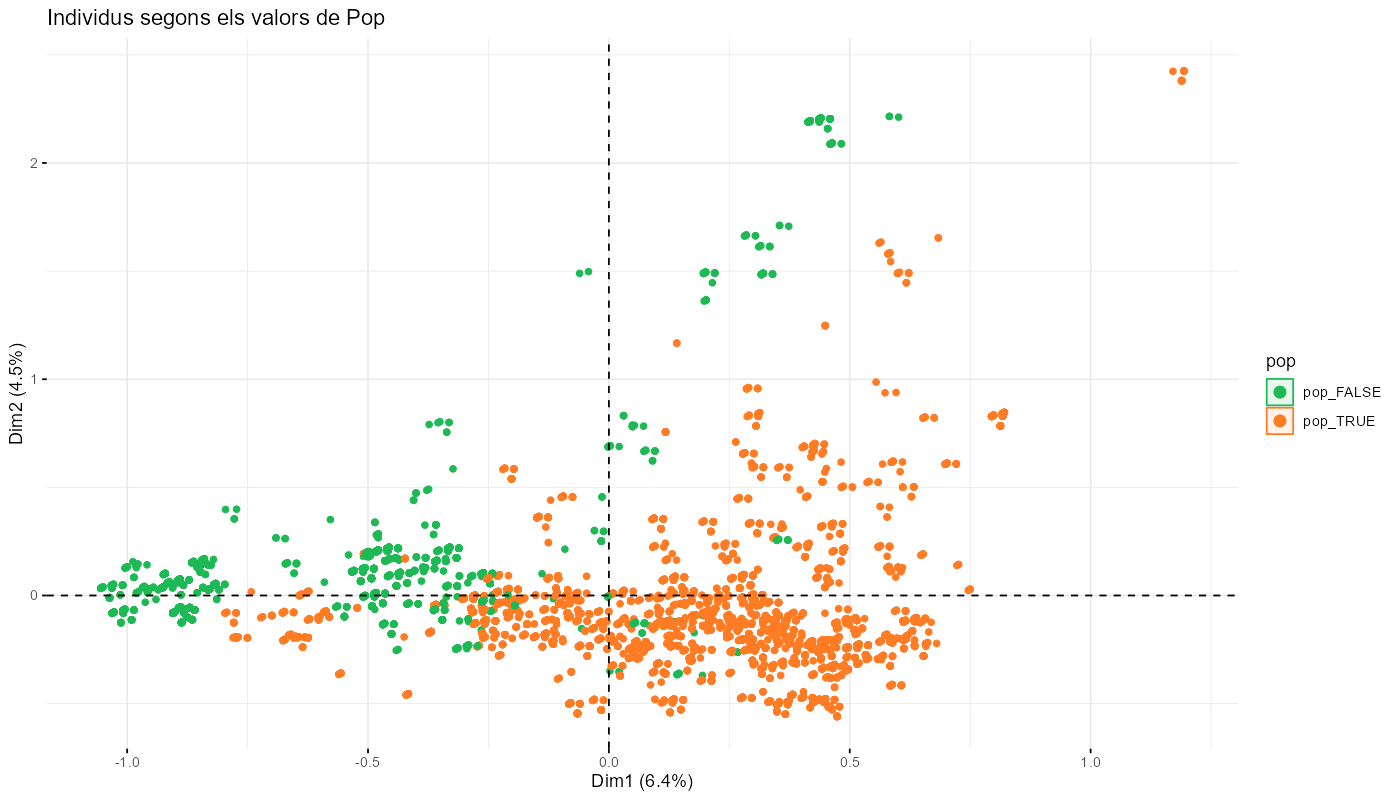 Individus segons els valors de Pop
Dim2 (4.5%)
2
1
0
-1.0
-0.5
0.0
0.5
1.0
Dim1 (6.4%)
pop
pop_FALSE
pop_TRUE